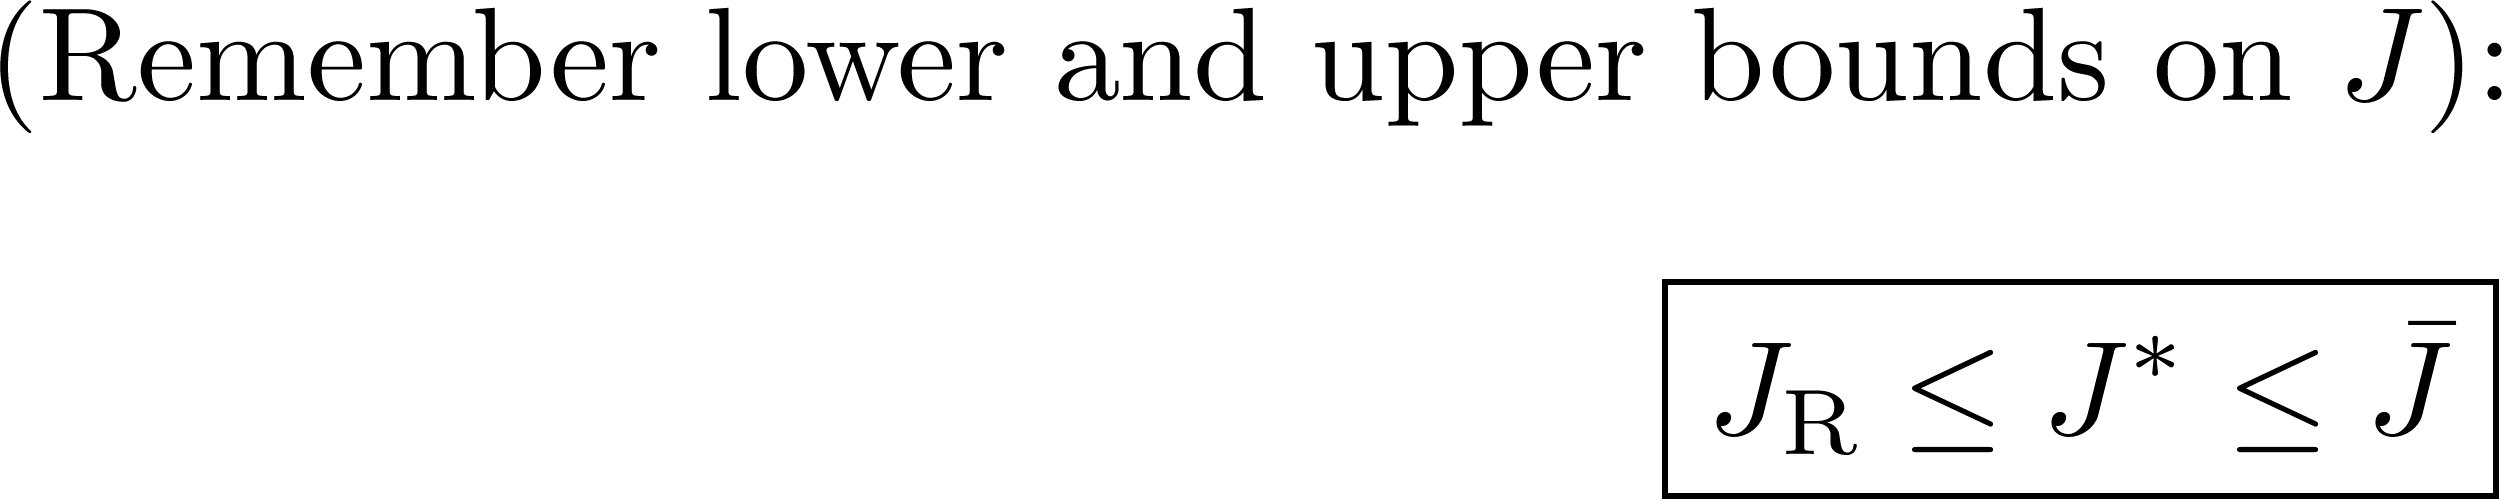 (Remember lower and upper bounds on J):
J_R ≤ J* ≤ J̄